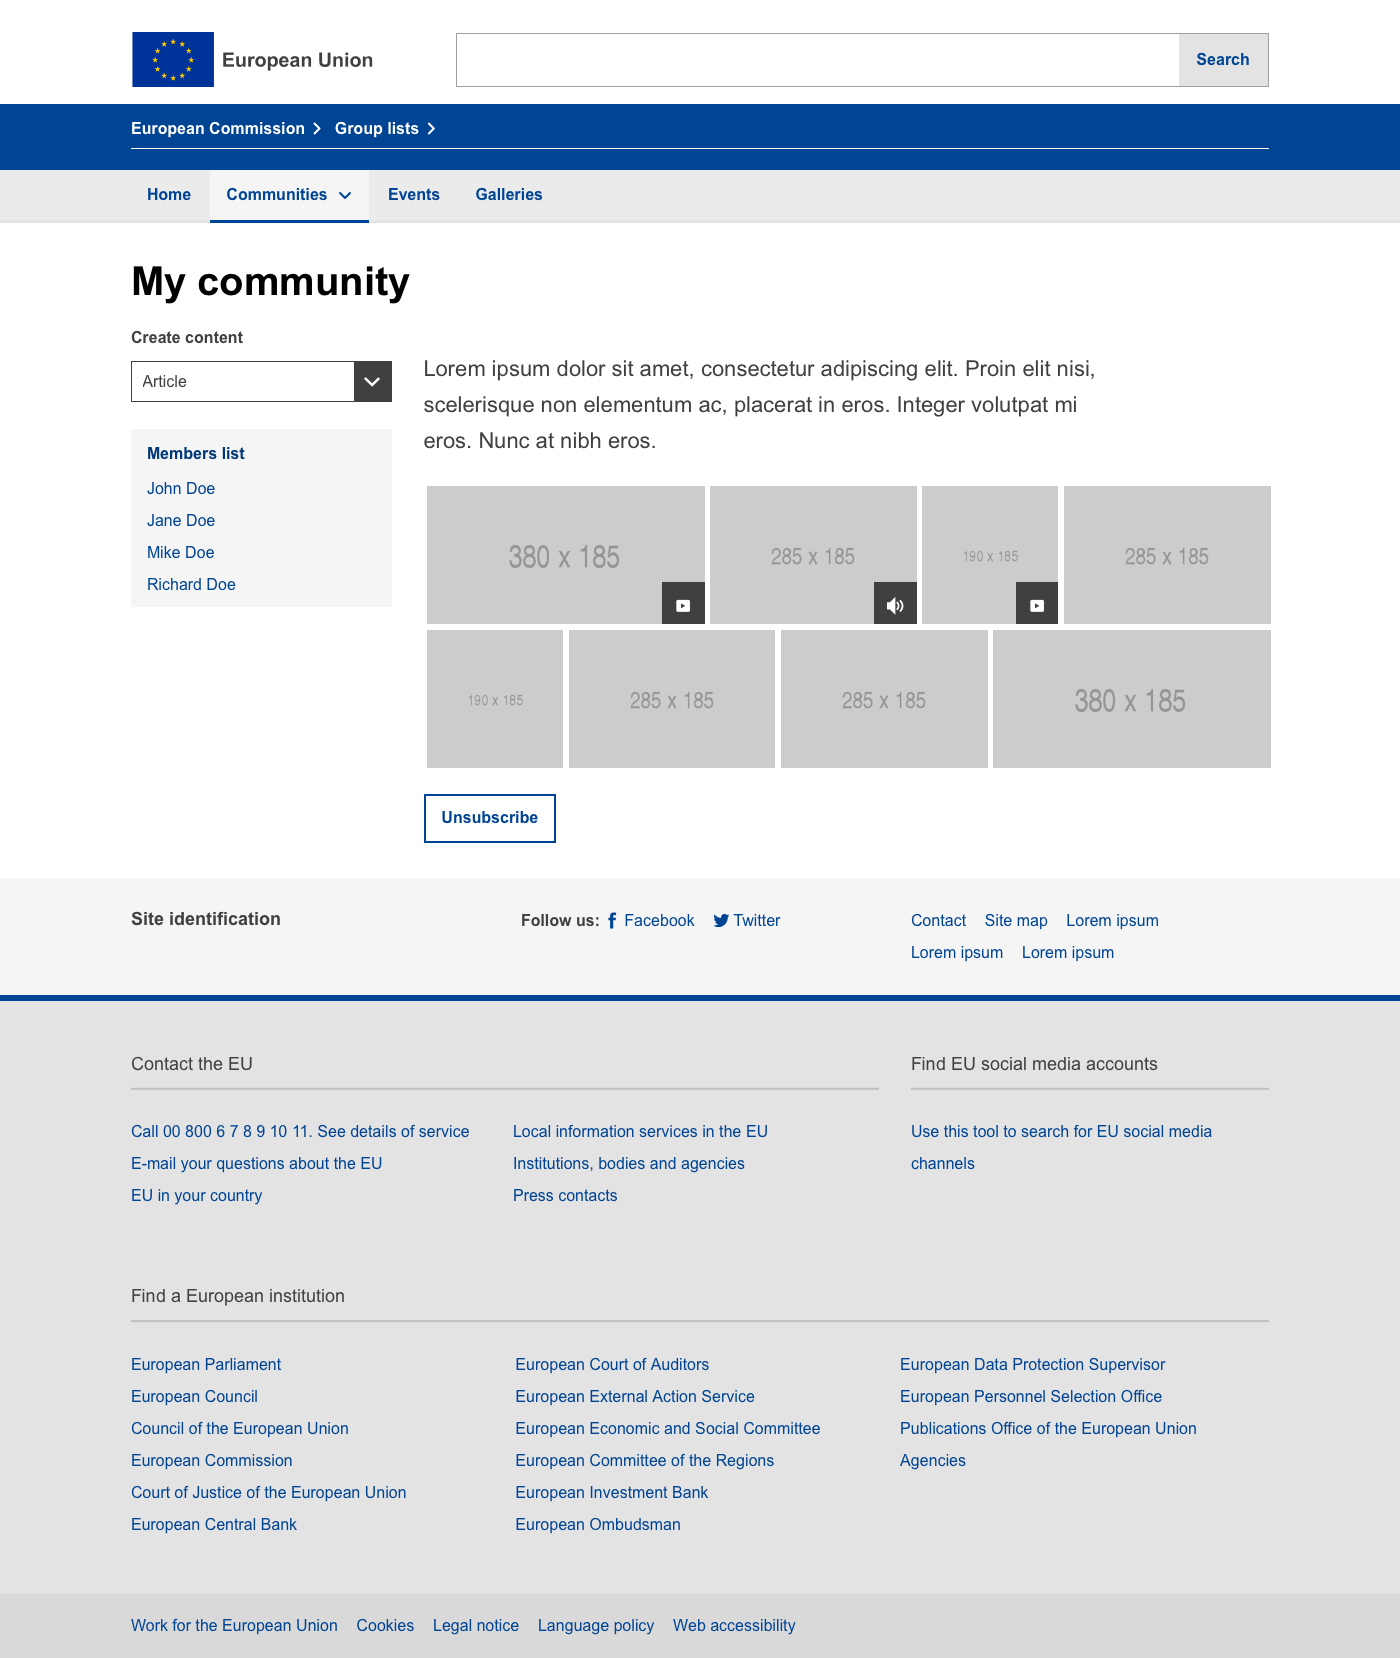 European Union
Search
European Commission
Group lists
Home
Communities
Events
Galleries
My community
Create content
Article
Members list
John Doe
Jane Doe
Mike Doe
Richard Doe
Lorem ipsum dolor sit amet, consectetur adipiscing elit. Proin elit nisi,
scelerisque non elementum ac, placerat in eros. Integer volutpat mi
eros. Nunc at nibh eros.
380 x 185
285 x 185
190 x 185
285 x 185
190 x 185
285 x 185
285 x 185
380 x 185
Unsubscribe
Site identification
Follow us: Facebook Twitter
Contact Site map Lorem ipsum
Lorem ipsum Lorem ipsum
Contact the EU
Call 00 800 6 7 8 9 10 11. See details of service
E-mail your questions about the EU
EU in your country
Local information services in the EU
Institutions, bodies and agencies
Press contacts
Find EU social media accounts
Use this tool to search for EU social media
channels
Find a European institution
European Parliament
European Council
Council of the European Union
European Commission
Court of Justice of the European Union
European Central Bank
European Court of Auditors
European External Action Service
European Economic and Social Committee
European Committee of the Regions
European Investment Bank
European Ombudsman
European Data Protection Supervisor
European Personnel Selection Office
Publications Office of the European Union
Agencies
Work for the European Union Cookies Legal notice Language policy Web accessibility